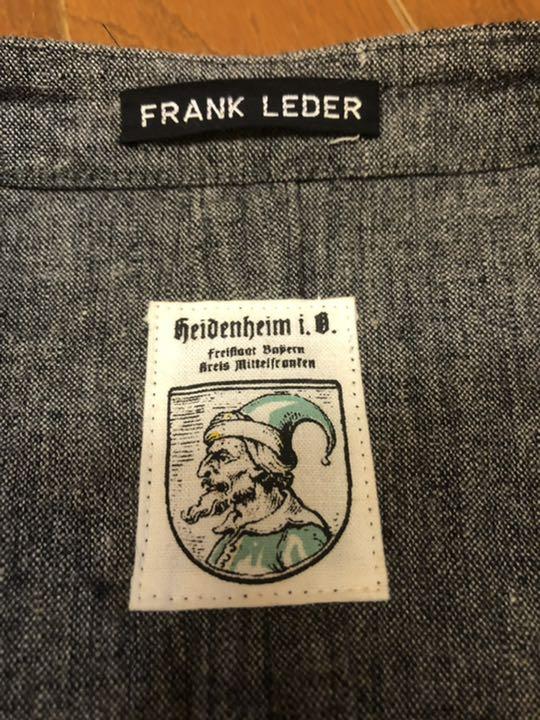 FRANK LEDER
Heidenheim i. B.
Freistaat Bayern
Kreis Mittelfranken